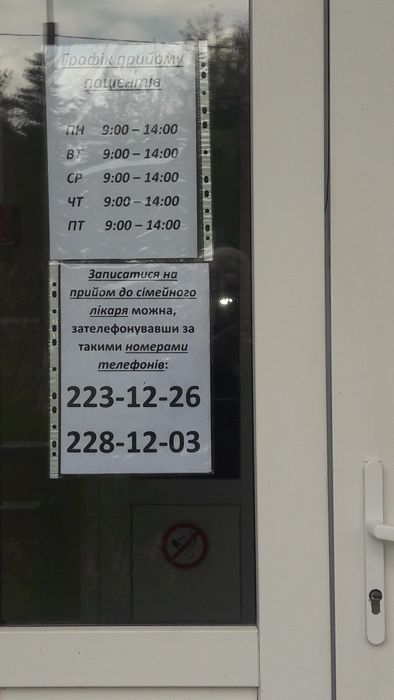 Графік прийому
пацієнтів
ПН 9:00 – 14:00
ВТ 9:00 – 14:00
СР 9:00 – 14:00
ЧТ 9:00 – 14:00
ПТ 9:00 – 14:00
Записатися на
прийом до сімейного
лікаря можна,
зателефонувавши за
такими номерами
телефонів:
223-12-26
228-12-03